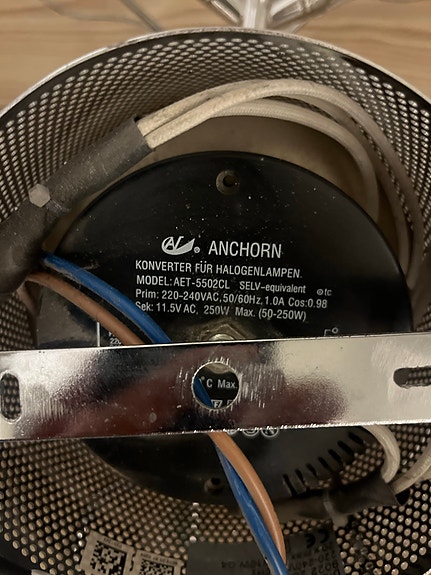 ® ANCHORN
KONVERTER FÜR HALOGENLAMPEN
MODEL:AET-5502CL SELV-equivalent tc
Prim: 220-240VAC, 50/60Hz, 1.0A Cos:0.98
Sek: 11.5V AC, 250W Max. (50-250W)
°C Max.